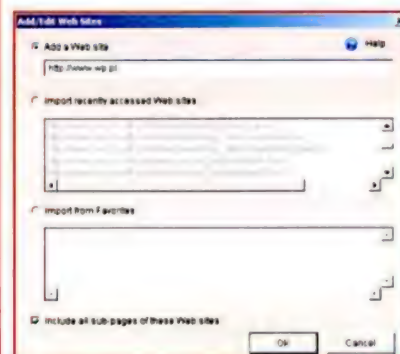 Add/Edit Web Sites
Add a Web site
Help
http://www.wp.pl
Import recently accessed Web sites
Import from Favorites
Include all sub-pages of these Web sites
OK
Cancel